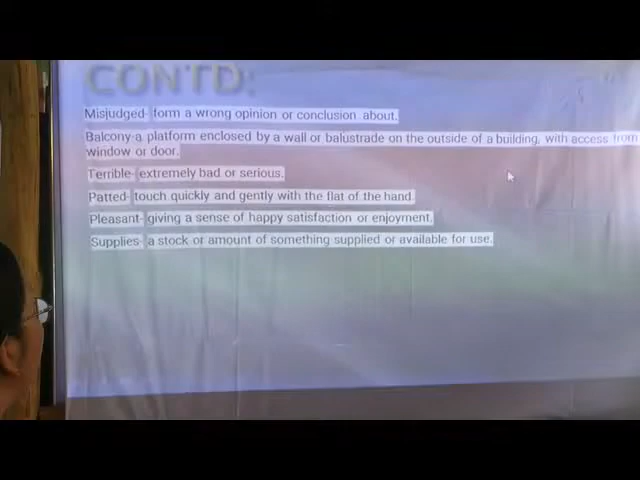 CONTD:
Misjudged- form a wrong opinion or conclusion about.
Balcony-a platform enclosed by a wall or balustrade on the outside of a building, with access from
window or door.
Terrible- extremely bad or serious.
Patted- touch quickly and gently with the flat of the hand.
Pleasant- giving a sense of happy satisfaction or enjoyment.
Supplies- a stock or amount of something supplied or available for use.